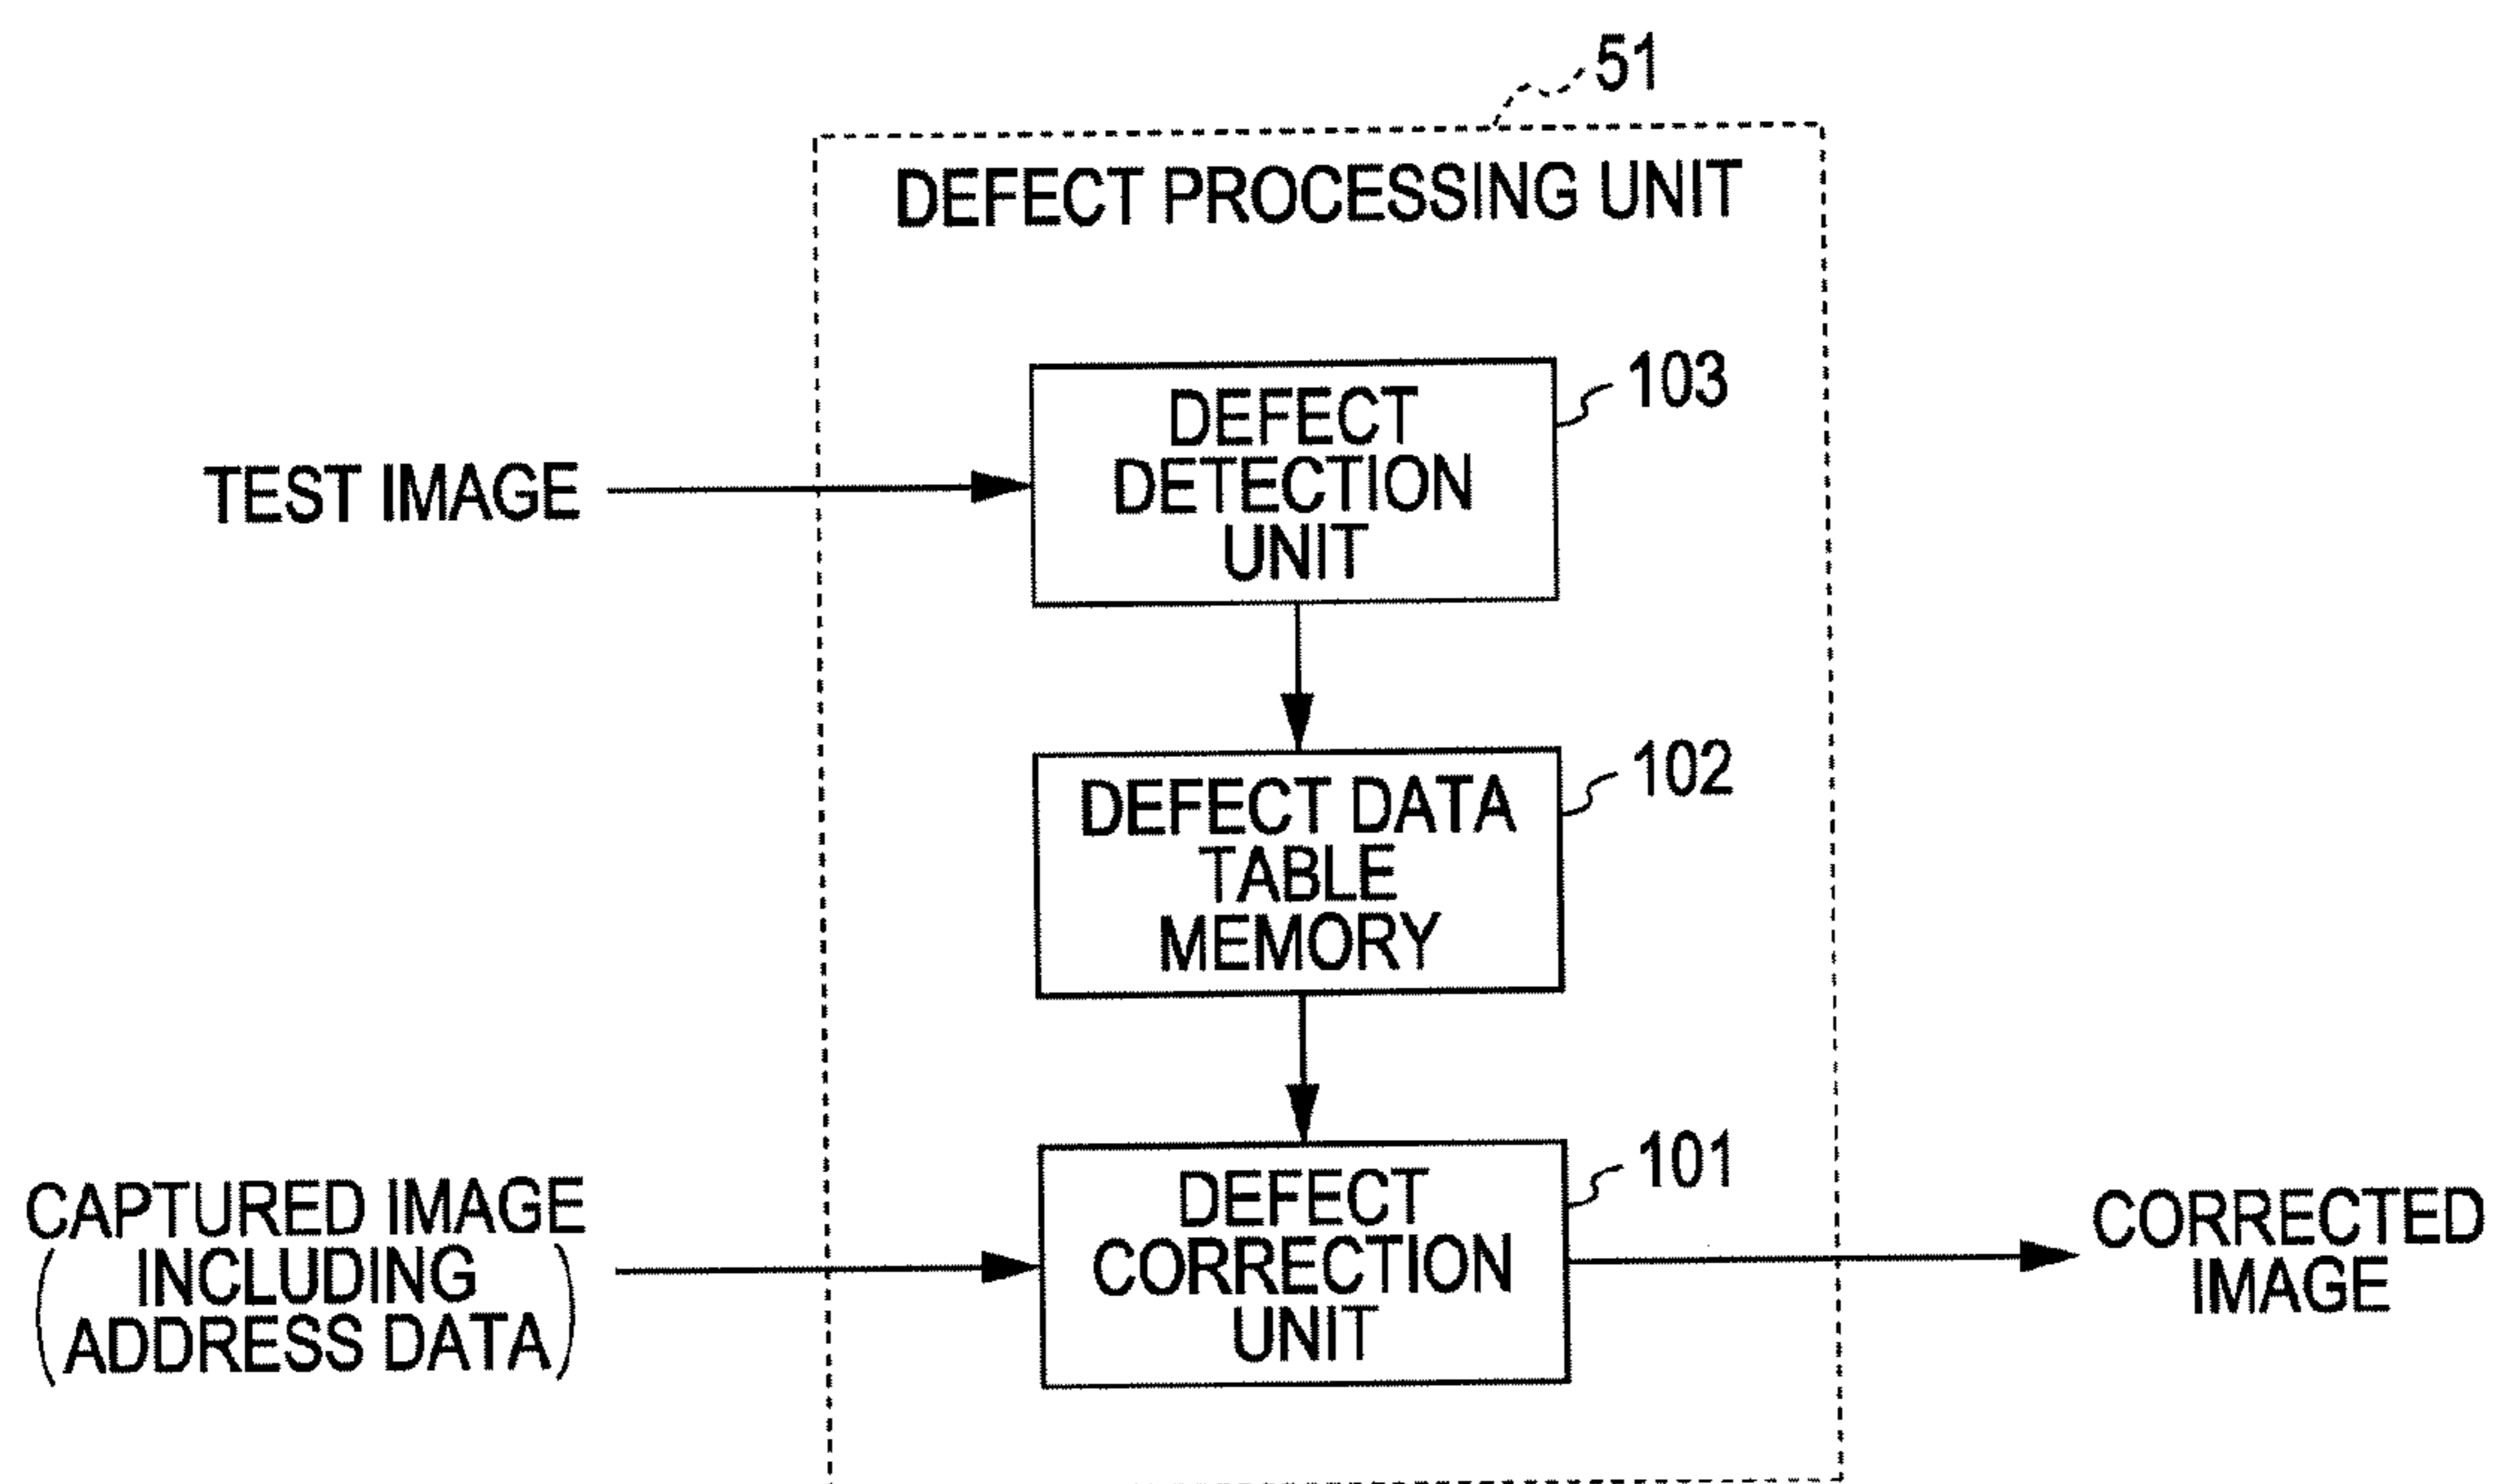 51
DEFECT PROCESSING UNIT
103
DEFECT
DETECTION
UNIT
TEST IMAGE
102
DEFECT DATA
TABLE
MEMORY
101
DEFECT
CORRECTION
UNIT
CAPTURED IMAGE
(INCLUDING
ADDRESS DATA)
CORRECTED
IMAGE